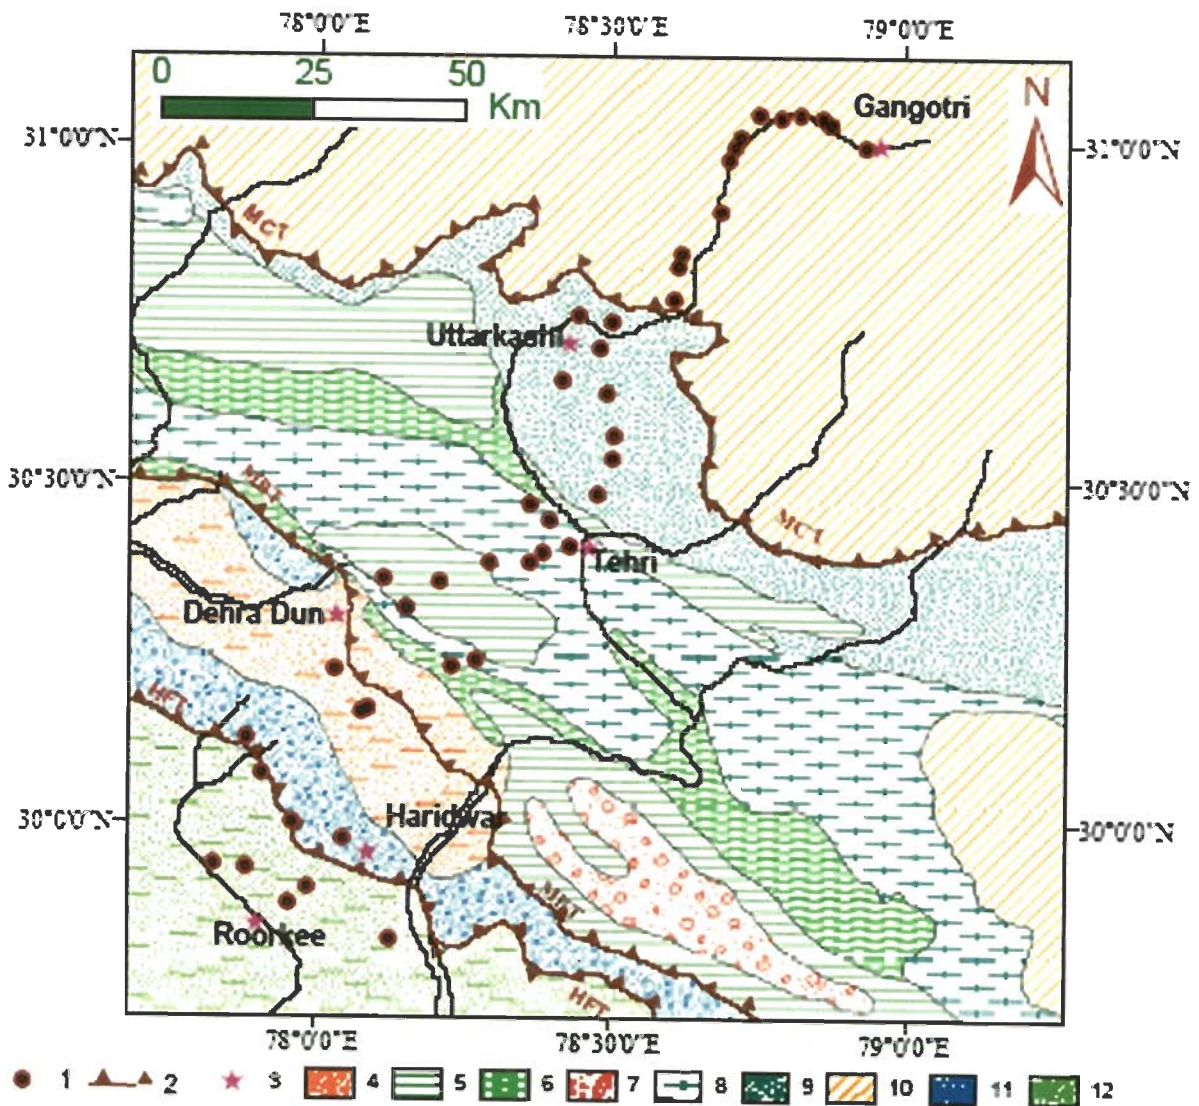 78°0'0"E 78°30'0"E 79°0'0"E
0 25 50
Km
N
Gangotri
31°0'0"N 31°0'0"N
MCT
Uttarkashi
30°30'0"N 30°30'0"N
MBT
MCT
Tehri
Dehra Dun
HFT
30°0'0"N 30°0'0"N
Haridwar
MBT
Roorkee
HFT
78°0'0"E 78°30'0"E 79°0'0"E
1 2 3 4 5 6 7 8 9 10 11 12